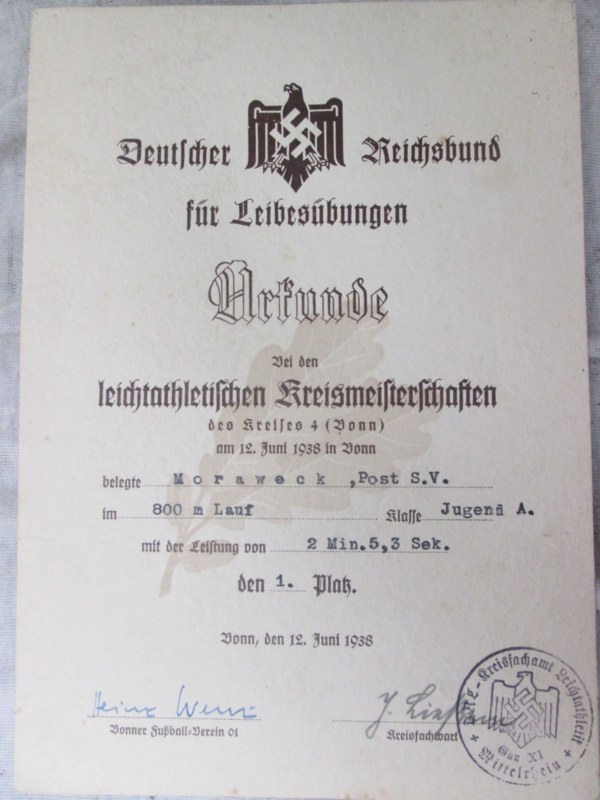 Deutscher Reichsbund
für Leibesübungen
Urkunde
Bei den
leichtathletischen Kreismeisterschaften
des Kreises 4 (Bonn)
am 12. Juni 1938 in Bonn
belegte Moraweck , Post S.V.
im 800 m Lauf Klasse Jugend A.
mit der Leistung von 2 Min.5,3 Sek.
den 1. Platz.
Bonn, den 12. Juni 1938
Heinz
Bonner Fußball-Verein 01
J.
Kreisfachwart
Kreisfachamt Leichtathletik
Gau XI
Mittelrhein